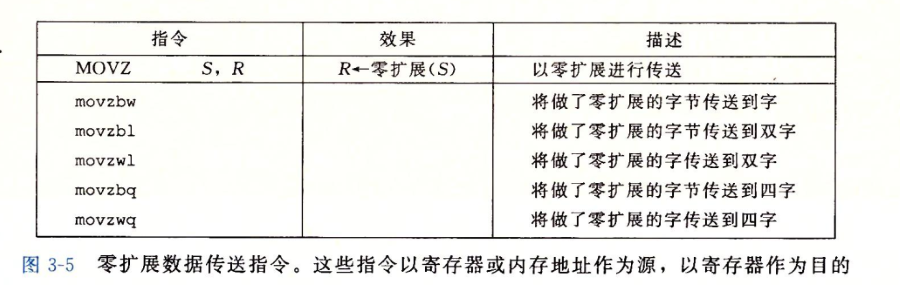 指令 效果 描述
MOVZ S, R R←零扩展(S) 以零扩展进行传送
movzbw 将做了零扩展的字节传送到字
movzbl 将做了零扩展的字节传送到双字
movzwl 将做了零扩展的字传送到双字
movzbq 将做了零扩展的字节传送到四字
movzwq 将做了零扩展的字传送到四字
图 3-5 零扩展数据传送指令。这些指令以寄存器或内存地址作为源，以寄存器作为目的